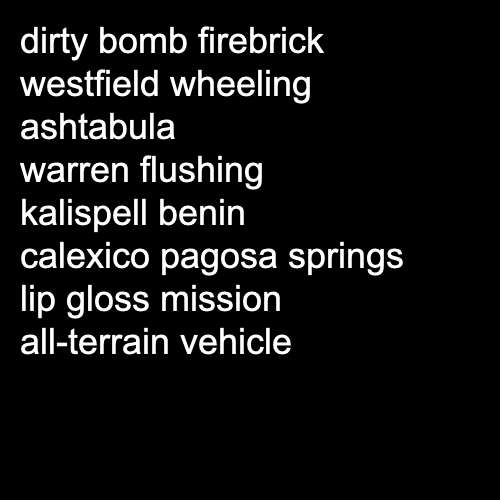 dirty bomb firebrick
westfield wheeling
ashtabula
warren flushing
kalispell benin
calexico pagosa springs
lip gloss mission
all-terrain vehicle